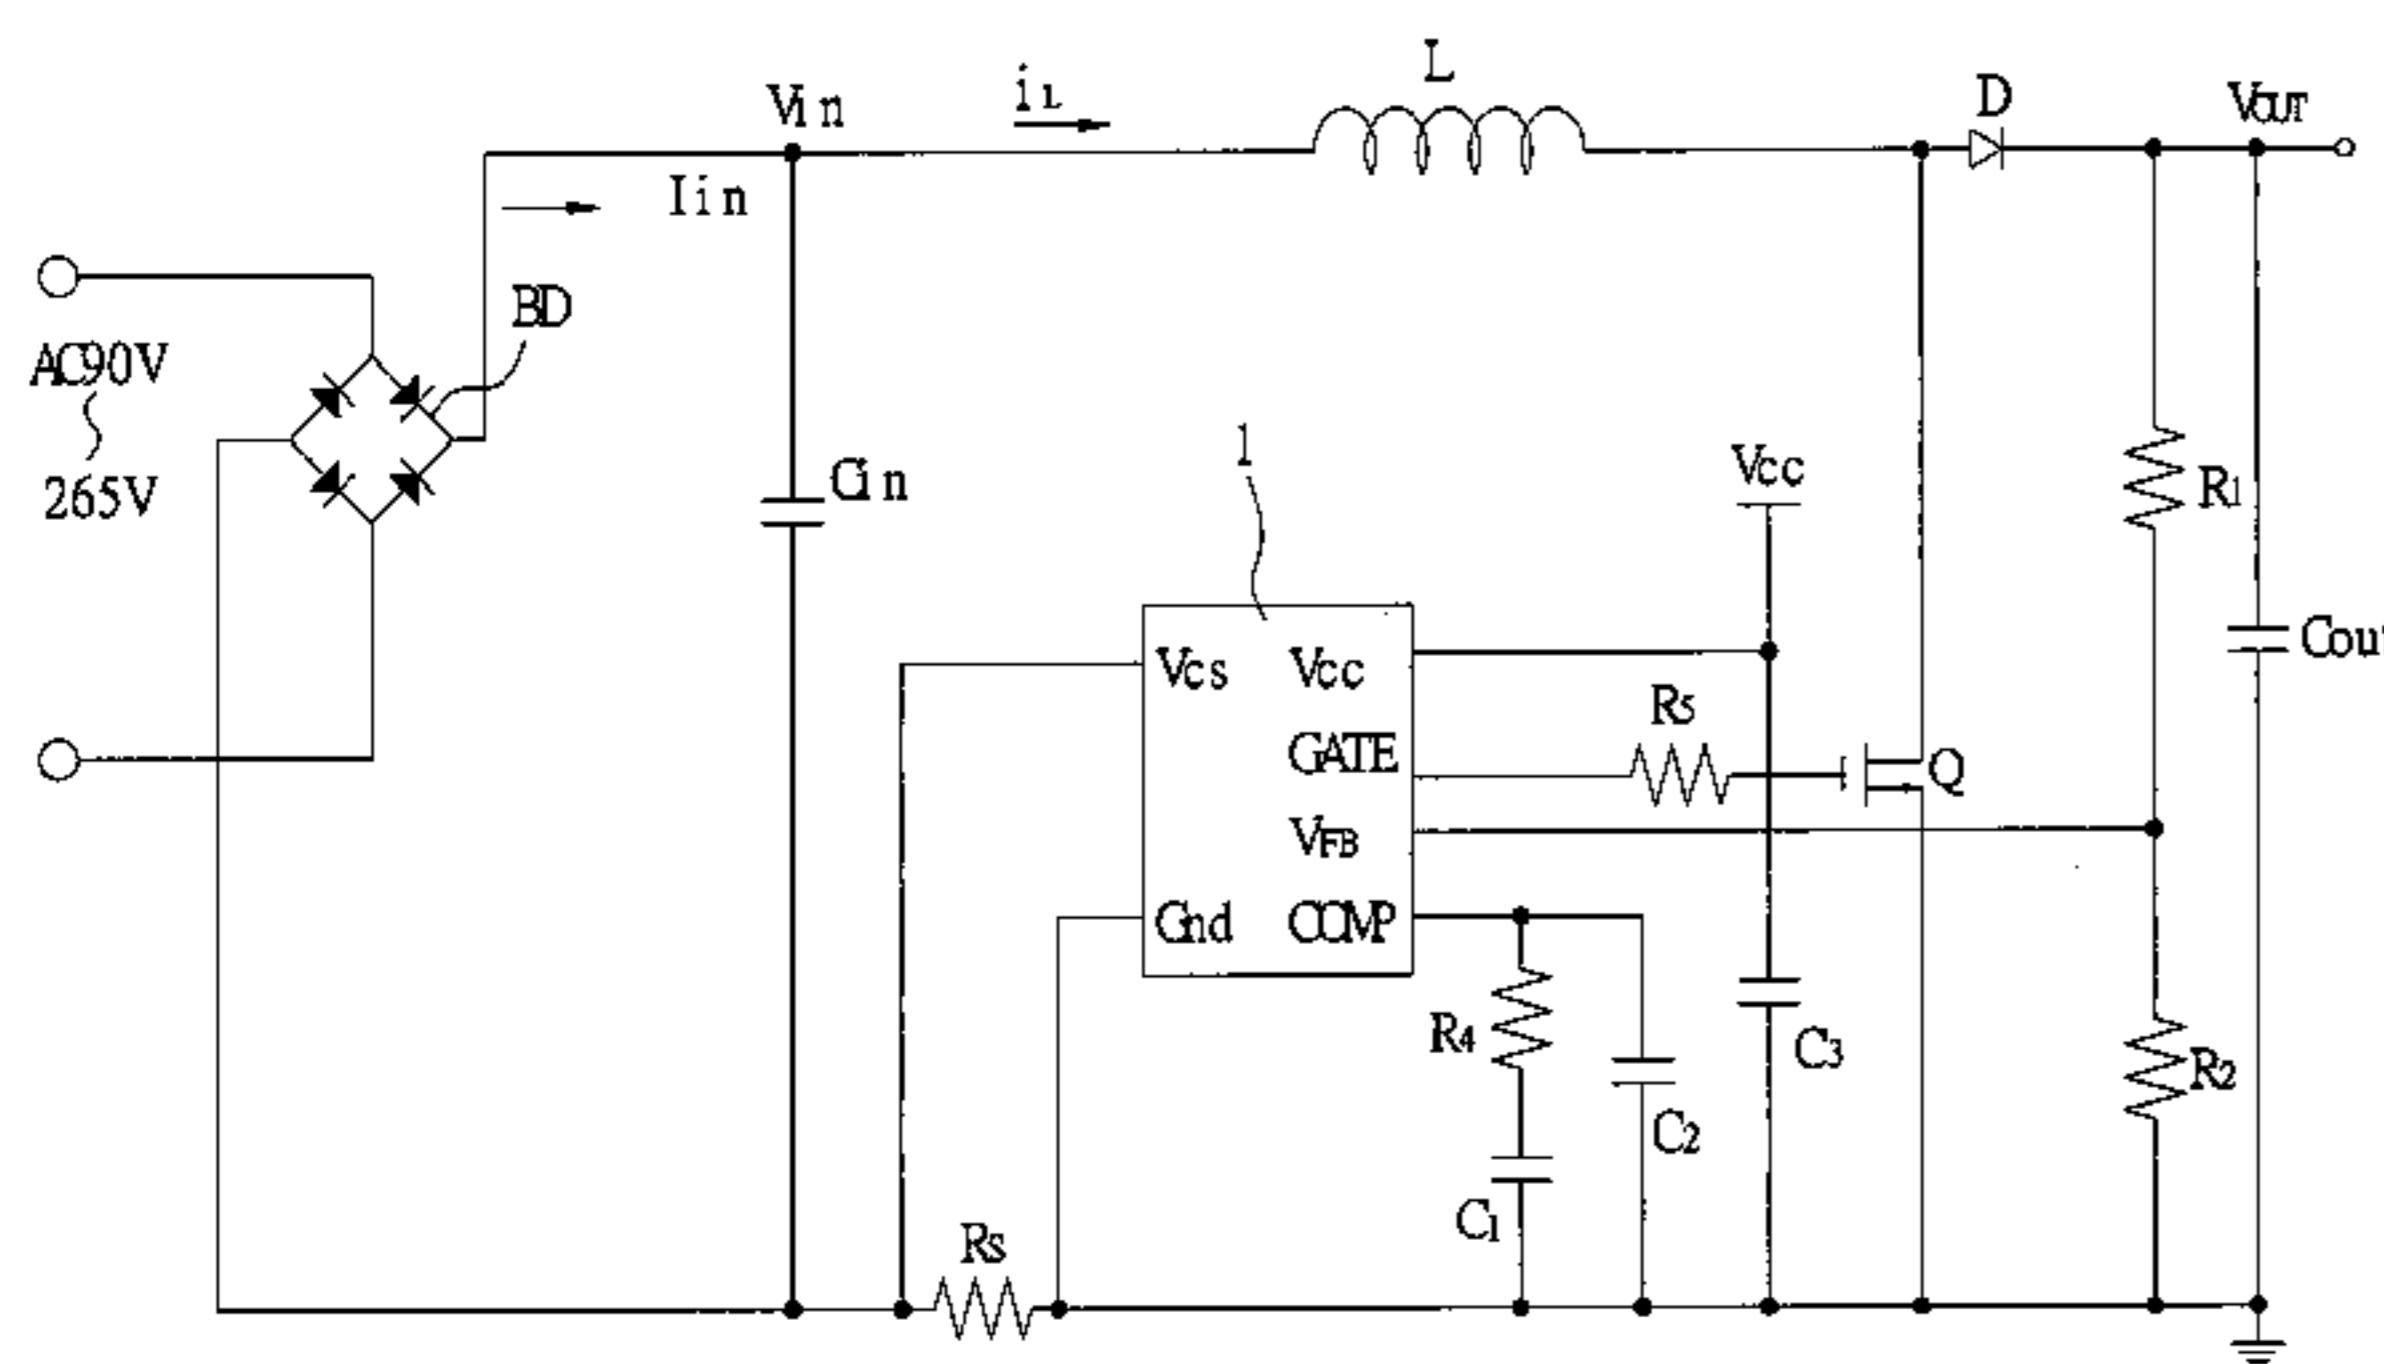 L
D
VOUT
Vin
iL
Iin
BD
AC90V
265V
Cin
1
Vcc
R1
Cou
Vcs
Vcc
R5
GATE
Q
VFB
Gnd
COMP
R4
C3
R2
C2
C1
RS